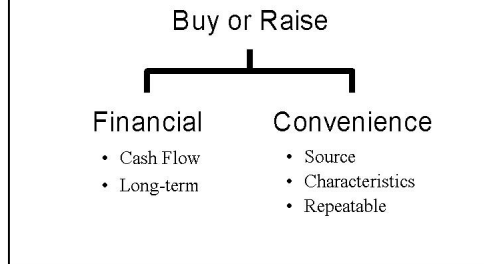 Buy or Raise
Financial
• Cash Flow
• Long-term
Convenience
• Source
• Characteristics
• Repeatable